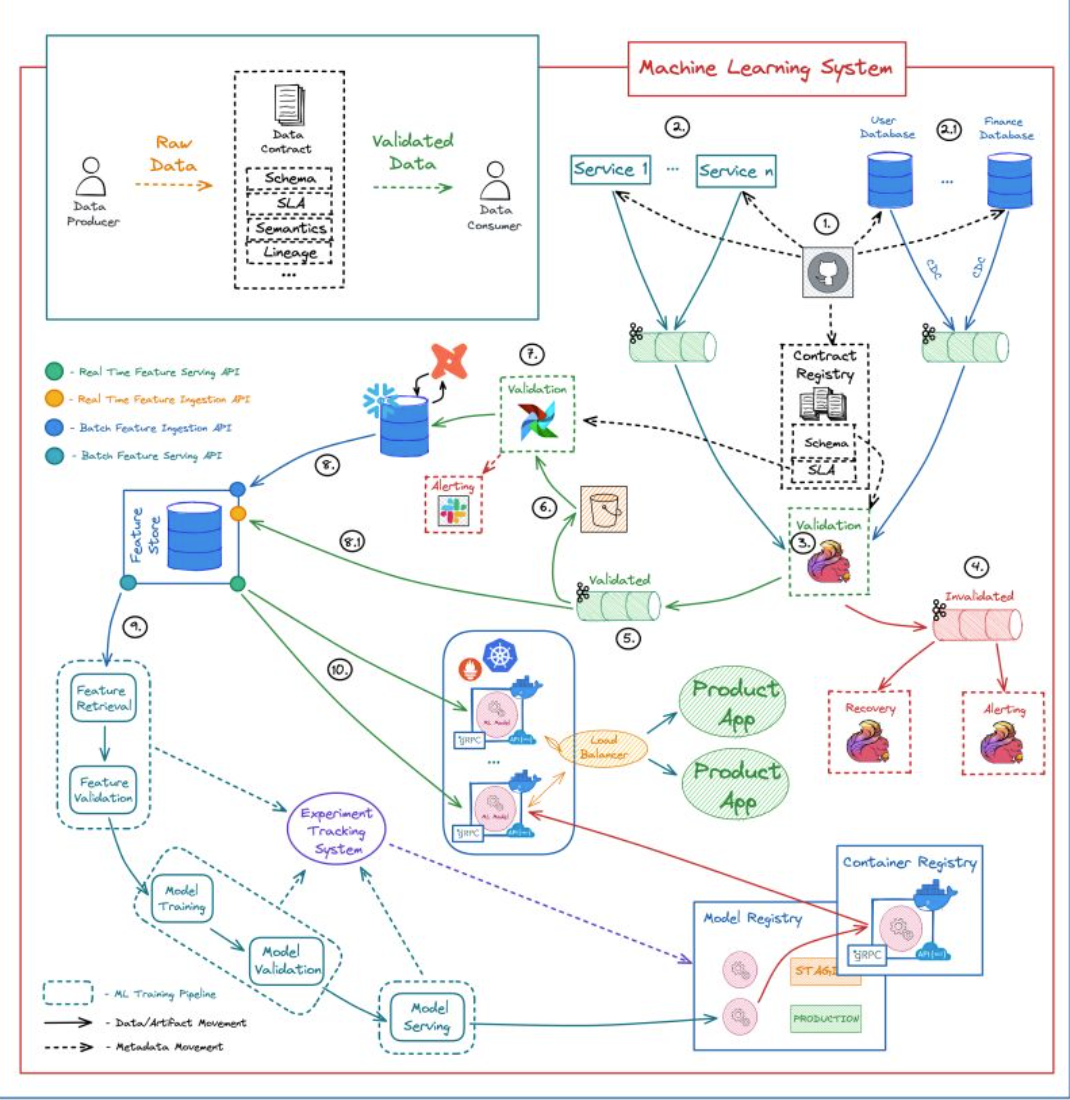 Machine Learning System
Data
Contract
Raw
Data
Validated
Data
Schema
SLA
Semantics
Lineage
...
Data
Producer
Data
Consumer
2.
User
Database
2.1
Finance
Database
Service 1
...
Service n
...
1.
CDC
CDC
Contract
Registry
Schema
SLA
- Real Time Feature Serving API
- Real Time Feature Ingestion API
- Batch Feature Ingestion API
- Batch Feature Serving API
7.
Validation
Alerting
8.
6.
Validation
3.
Feature
Store
8.1
Validated
5.
4.
Invalidated
Recovery
Alerting
9.
10.
Feature
Retrieval
Feature
Validation
ML Model
gRPC
API
...
ML Model
gRPC
API
Load
Balancer
Product
App
Product
App
Experiment
Tracking
System
Model
Training
Model
Validation
Model
Serving
Model Registry
STAGI
PRODUCTION
Container Registry
gRPC
API
- ML Training Pipeline
- Data/Artifact Movement
- Metadata Movement